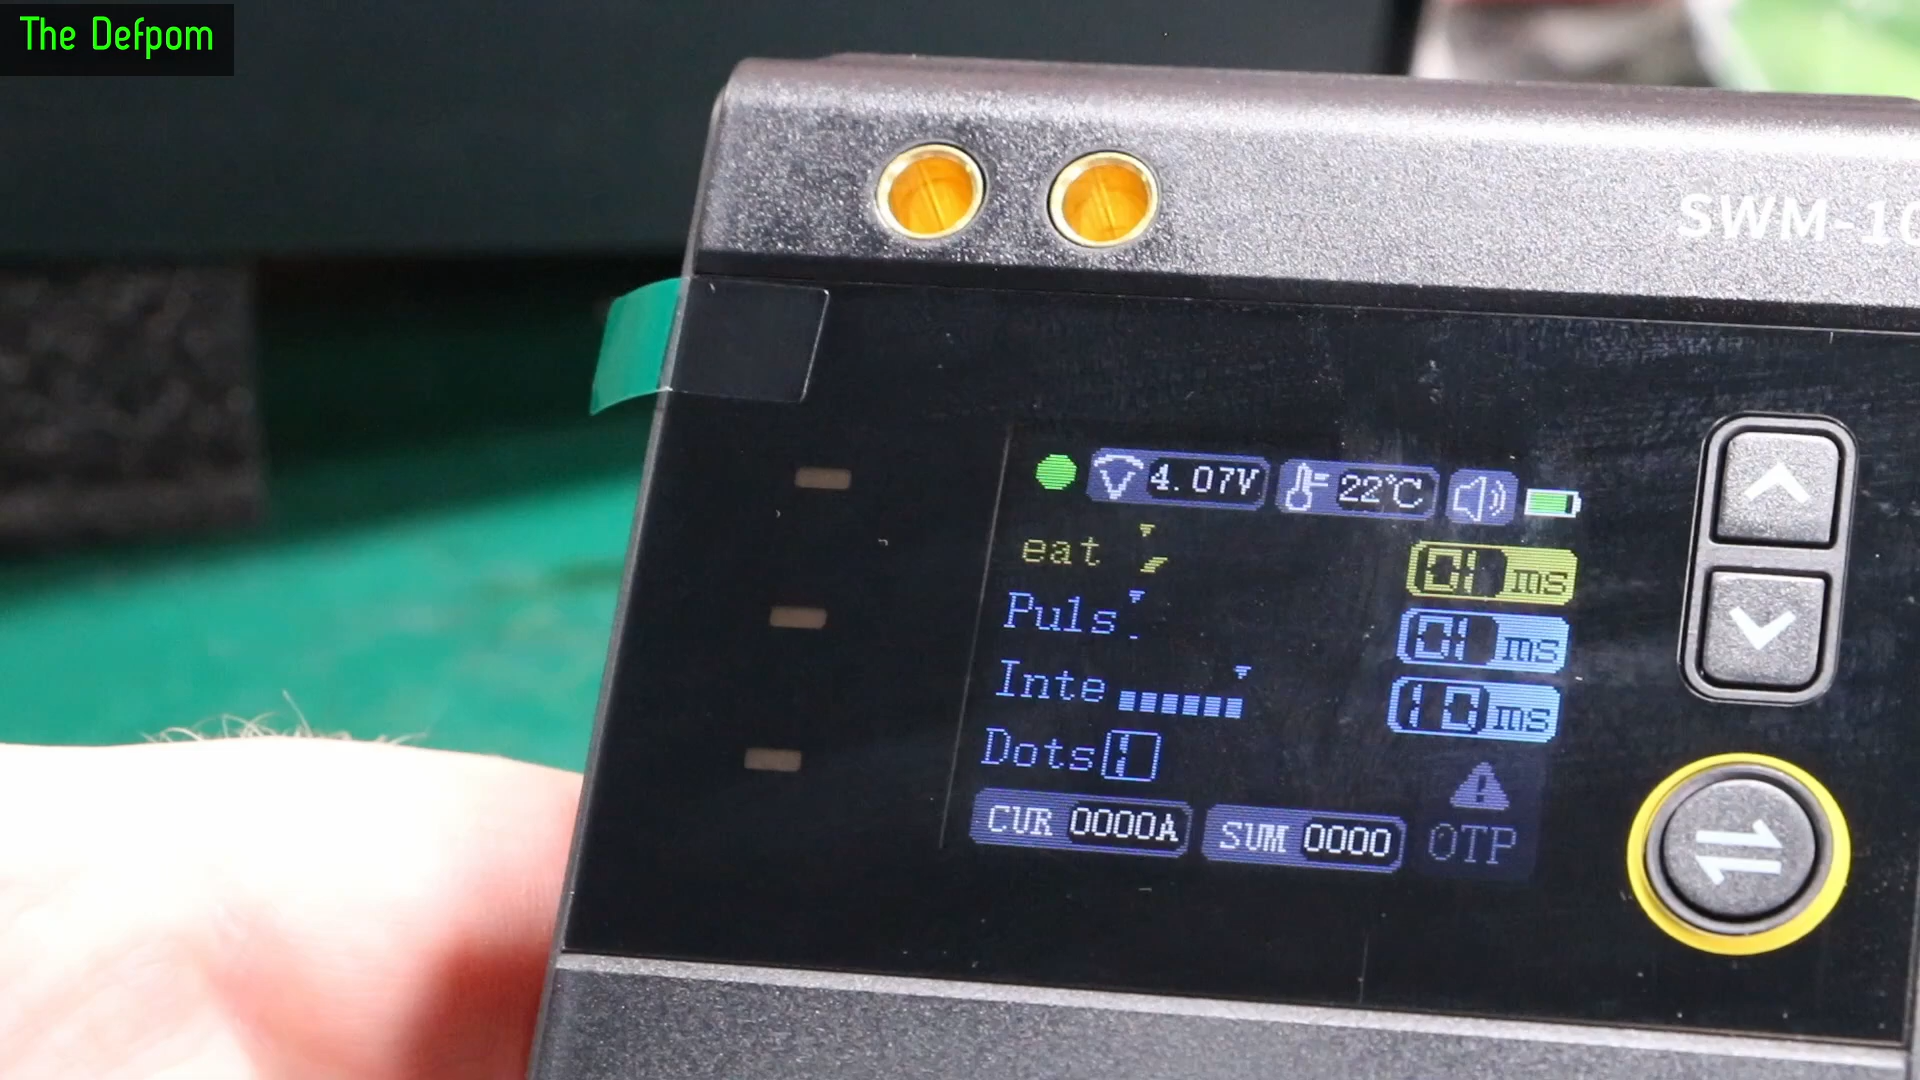 The Defpom
SWM-10
4.07V 22℃
eat 01 ms
Puls 01 ms
Inte 10 ms
Dots 1
CUR 0000A SUM 0000 OTP